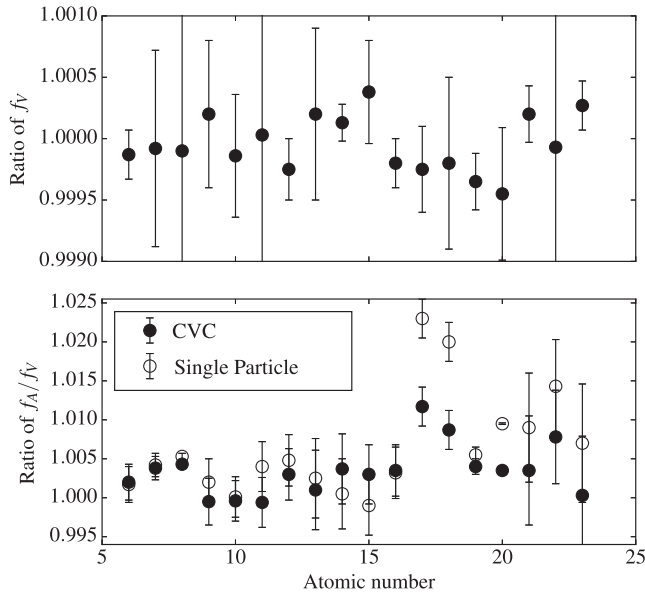 1.0010
1.0005
1.0000
0.9995
0.9990
Ratio of f_V
1.025
1.020
1.015
1.010
1.005
1.000
0.995
Ratio of f_A/f_V
CVC
Single Particle
5 10 15 20 25
Atomic number